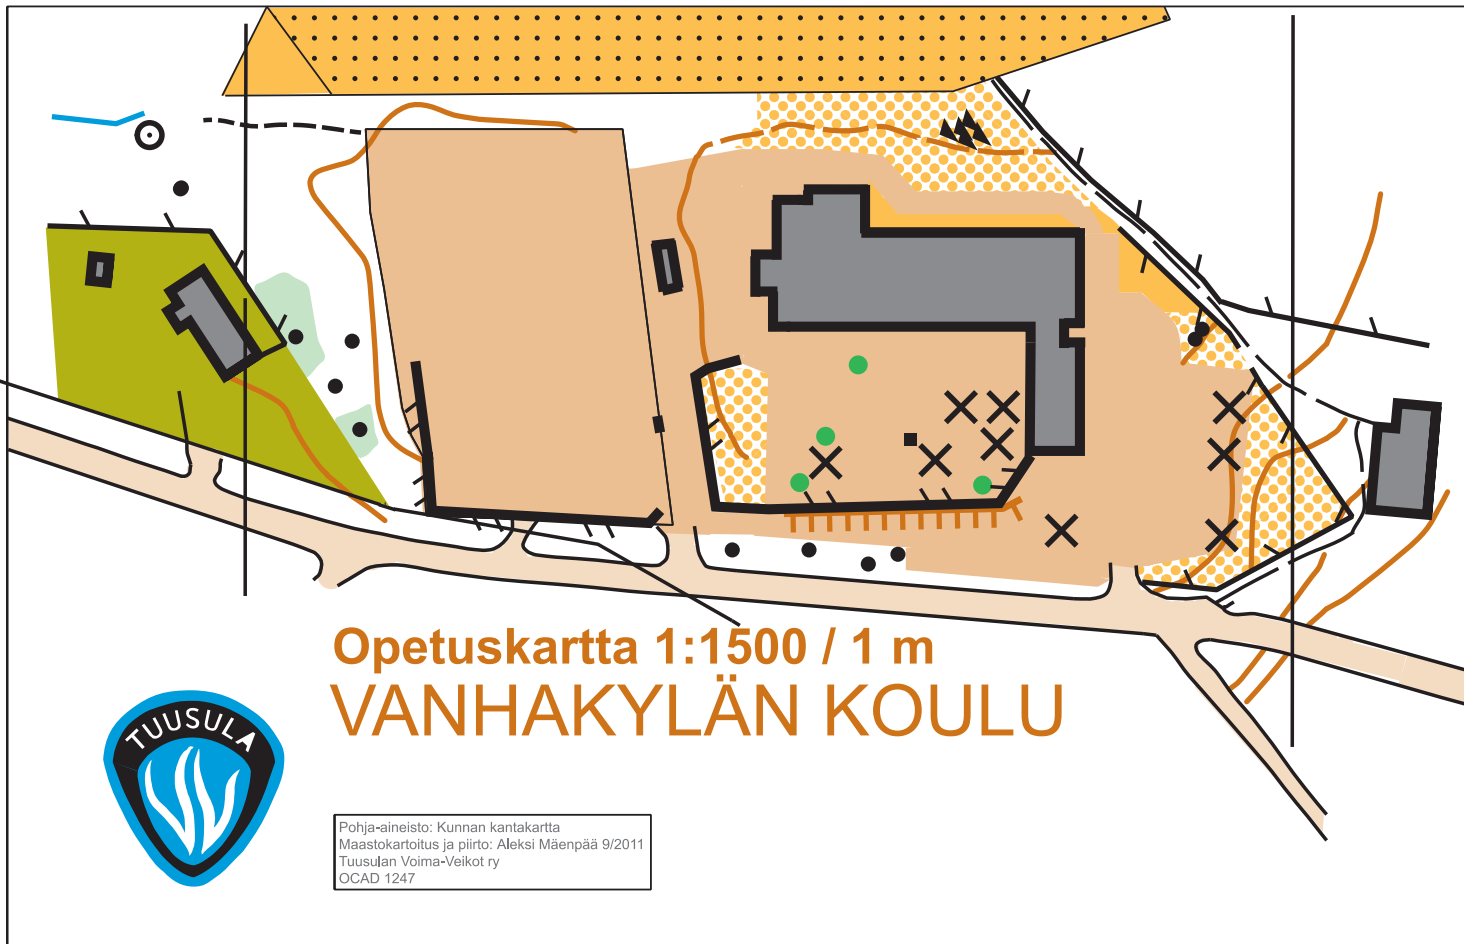 Opetuskartta 1:1500 / 1 m
VANHAKYLÄN KOULU
TUUSULA
Pohja-aineisto: Kunnan kantakartta
Maastokartoitus ja piirto: Aleksi Mäenpää 9/2011
Tuusulan Voima-Veikot ry
OCAD 1247